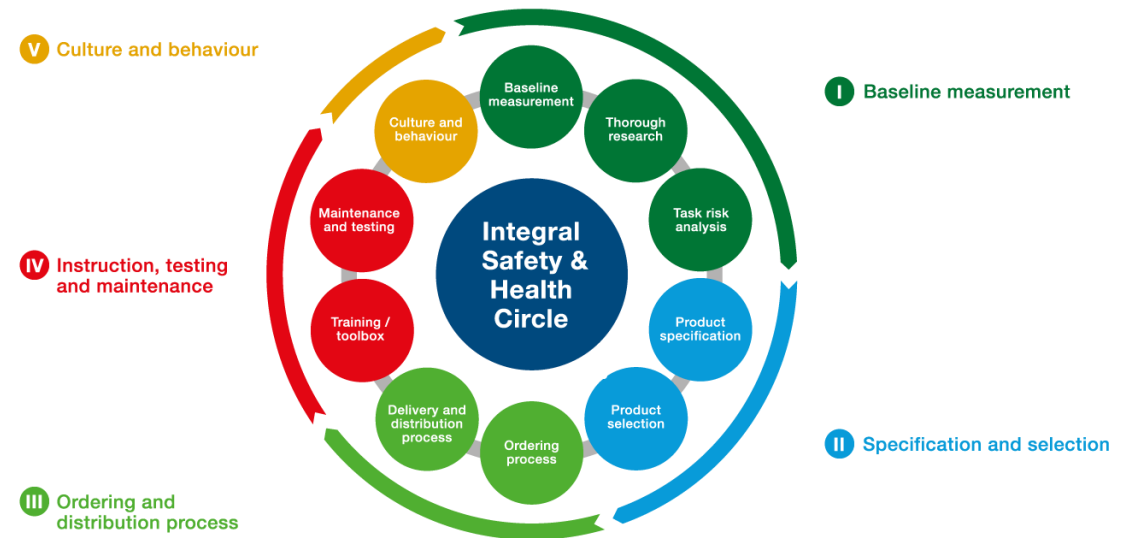 V Culture and behaviour
I Baseline measurement
Baseline
measurement
Thorough
research
Task risk
analysis
Product
specification
Product
selection
Ordering
process
Delivery and
distribution
process
Training /
toolbox
Maintenance
and testing
Culture and
behaviour
Integral
Safety &
Health
Circle
IV Instruction, testing
and maintenance
II Specification and selection
III Ordering and
distribution process